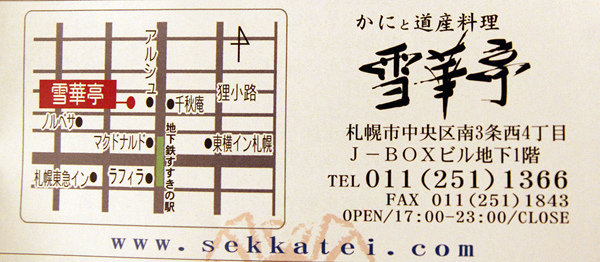 アルシュ
雪華亭
千秋庵
狸小路
ノルベサ
マクドナルド
地下鉄すすきの駅
東横イン札幌
札幌東急イン
ラフィラ
かにと道産料理
雪華亭
札幌市中央区南3条西4丁目
J-BOXビル地下1階
TEL 011(251)1366
FAX 011(251)1843
OPEN/17:00-23:00/CLOSE
www.sekkatei.com